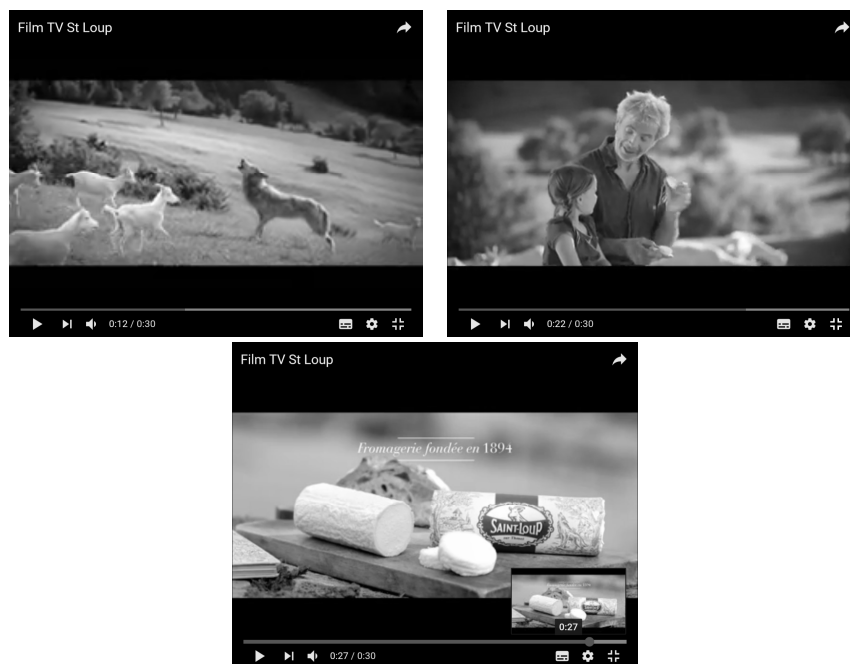 Film TV St Loup
0:12 / 0:30
Film TV St Loup
0:22 / 0:30
Film TV St Loup
Fromagerie fondée en 1894
SAINT-LOUP
0:27
0:27 / 0:30